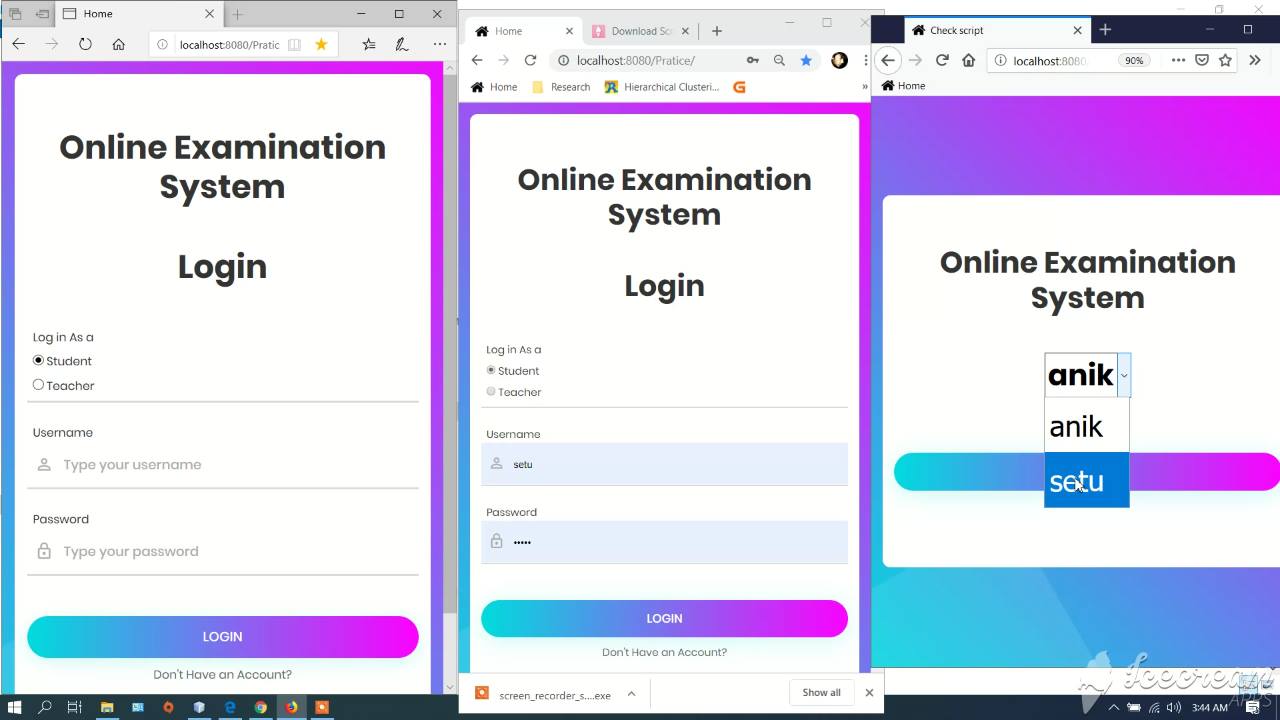 Home
localhost:8080/Pratic
Online Examination
System
Login
Log in As a
Student
Teacher
Username
Type your username
Password
Type your password
LOGIN
Don't Have an Account?
Home
Download Scr
localhost:8080/Pratice/
Home
Research
Hierarchical Clusteri...
Online Examination
System
Login
Log in As a
Student
Teacher
Username
setu
Password
•••••
LOGIN
Don't Have an Account?
screen_recorder_s....exe
Show all
Check script
localhost:8080
90%
Home
Online Examination
System
anik
anik
setu
Icecream
APPS
3:44 AM